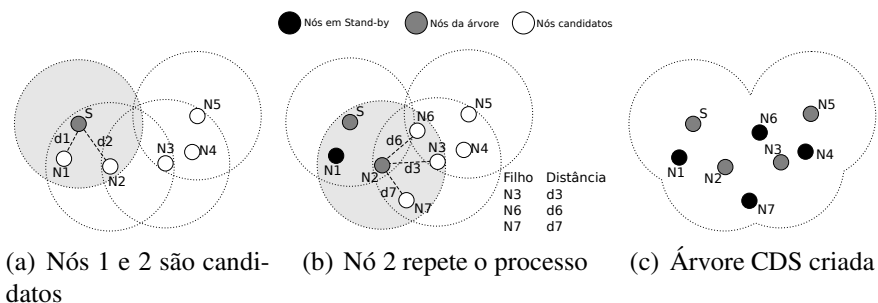 Nós em Stand-by Nós da árvore Nós candidatos
S
d1
d2
N1
N2
N3
N4
N5
N1
N2
N6
N5
N3
N4
N7
d6
d3
d7
Filho Distância
N3 d3
N6 d6
N7 d7
S
N6
N5
N1
N2
N3
N4
N7
(a) Nós 1 e 2 são candi-
datos
(b) Nó 2 repete o processo
(c) Árvore CDS criada